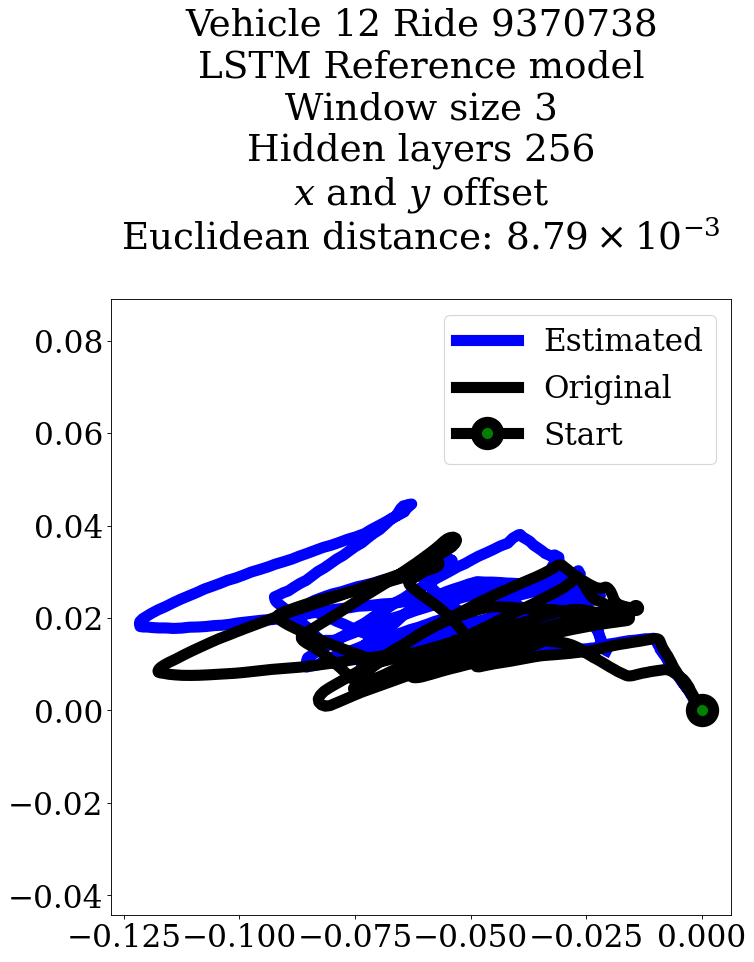 Vehicle 12 Ride 9370738
LSTM Reference model
Window size 3
Hidden layers 256
x and y offset
Euclidean distance: 8.79 × 10⁻³
Estimated
Original
Start
0.08
0.06
0.04
0.02
0.00
−0.02
−0.04
−0.125 −0.100 −0.075 −0.050 −0.025 0.000